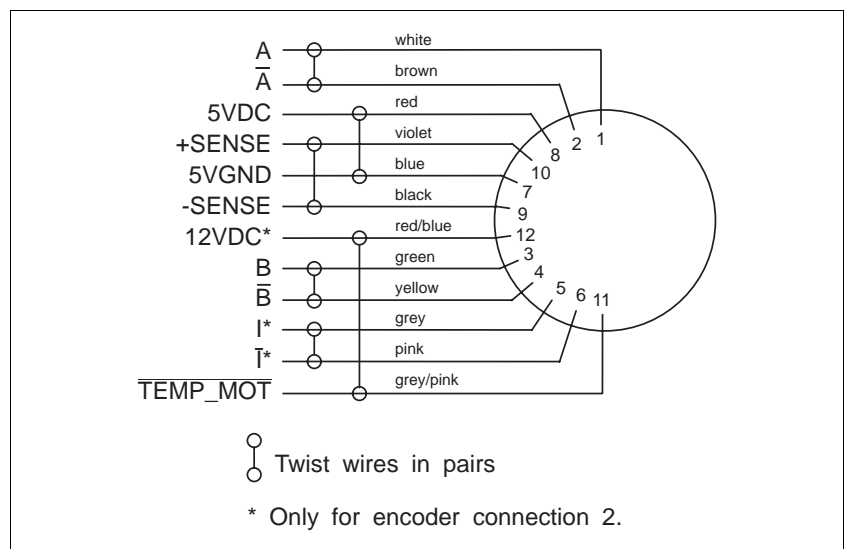 A white
A̅ brown
5VDC red
+SENSE violet
5VGND blue
-SENSE black
12VDC* red/blue
B green
B̅ yellow
I* grey
I̅* pink
T̅E̅M̅P̅_̅M̅O̅T̅ grey/pink
1
2
8
10
7
9
12
3
4
5
6
11
Twist wires in pairs
* Only for encoder connection 2.